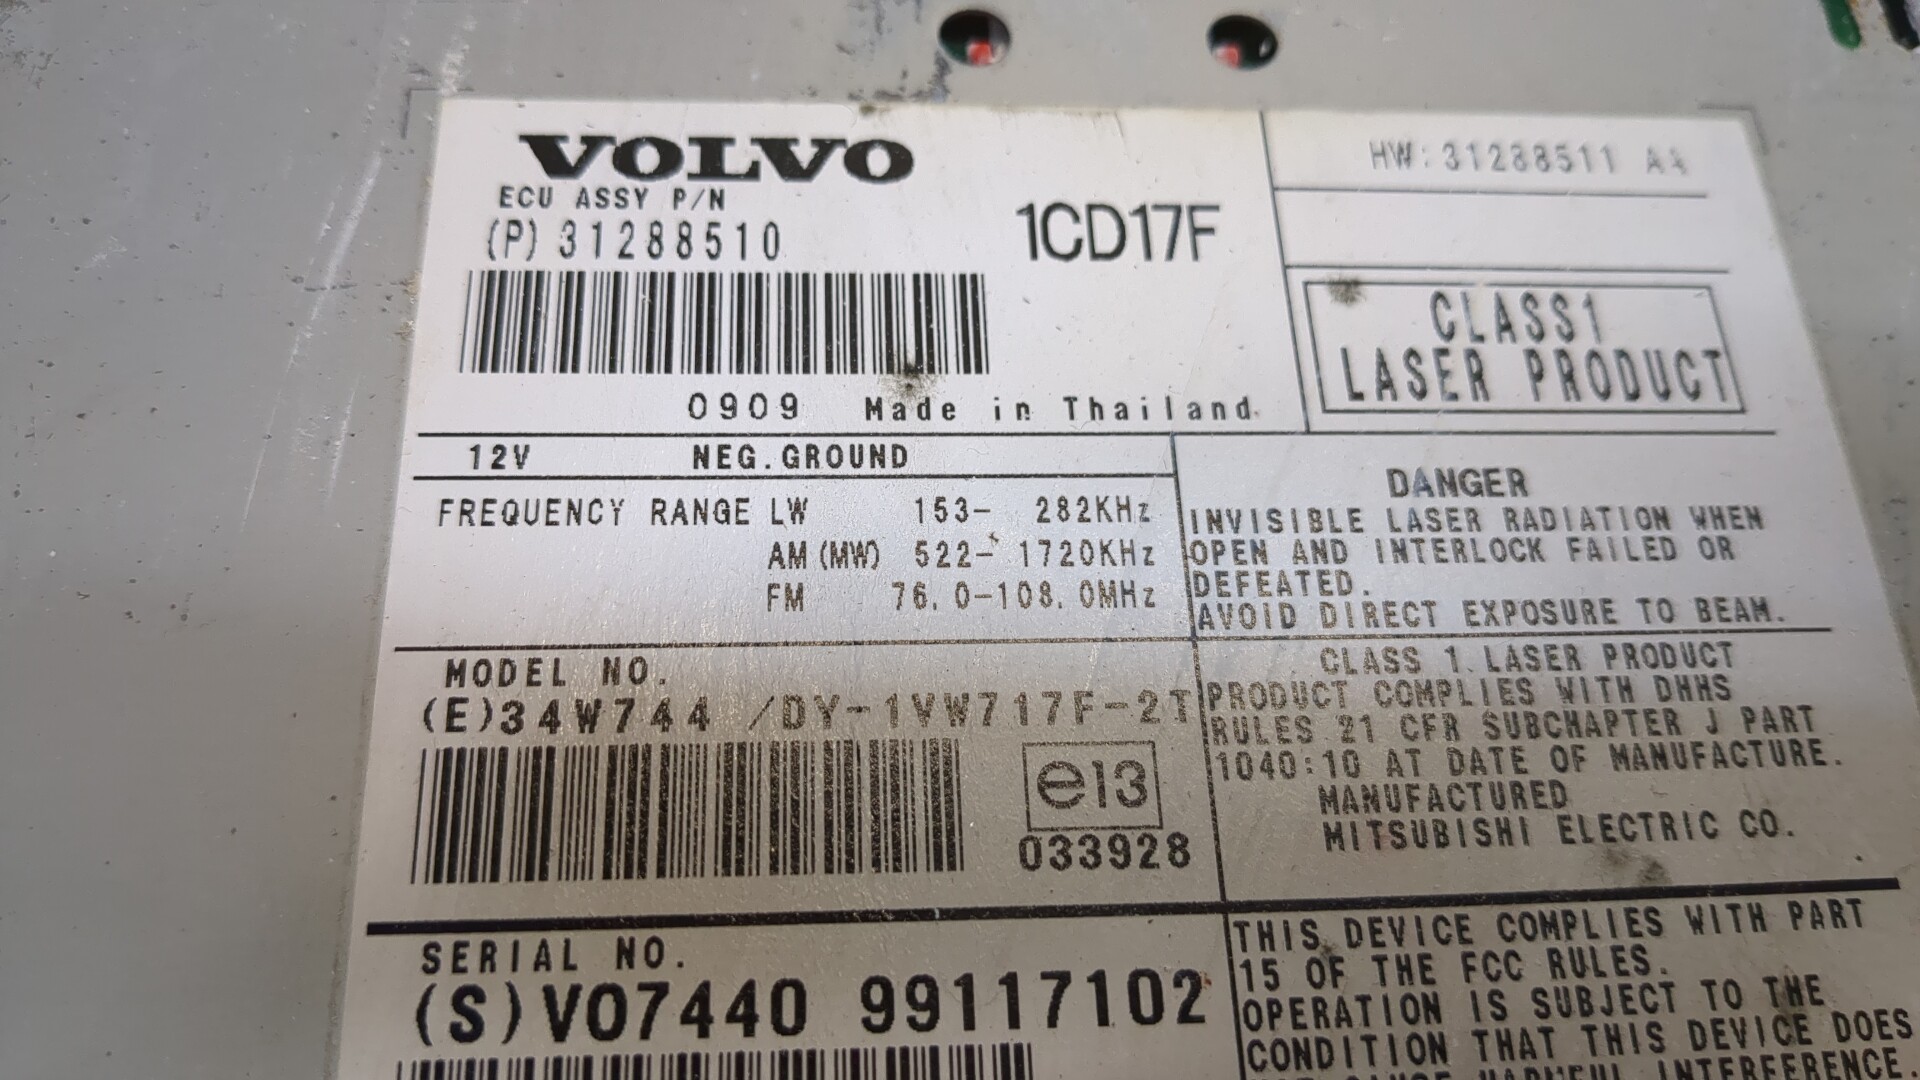 VOLVO
ECU ASSY P/N
(P) 31288510
1CD17F
HW:31288511 AA
CLASS1
LASER PRODUCT
0909 Made in Thailand
12V NEG.GROUND
FREQUENCY RANGE LW 153- 282KHz
AM (MW) 522- 1720KHz
FM 76.0-108.0MHz
DANGER
INVISIBLE LASER RADIATION WHEN
OPEN AND INTERLOCK FAILED OR
DEFEATED.
AVOID DIRECT EXPOSURE TO BEAM.
MODEL NO.
(E)34W744 /DY-1VW717F-2T
e13
033928
CLASS 1 LASER PRODUCT
PRODUCT COMPLIES WITH DHHS
RULES 21 CFR SUBCHAPTER J PART
1040:10 AT DATE OF MANUFACTURE.
MANUFACTURED
MITSUBISHI ELECTRIC CO.
SERIAL NO.
(S)VO7440 99117102
THIS DEVICE COMPLIES WITH PART
15 OF THE FCC RULES.
OPERATION IS SUBJECT TO THE
CONDITION THAT THIS DEVICE DOES
HARMFUL INTERFERENCE.